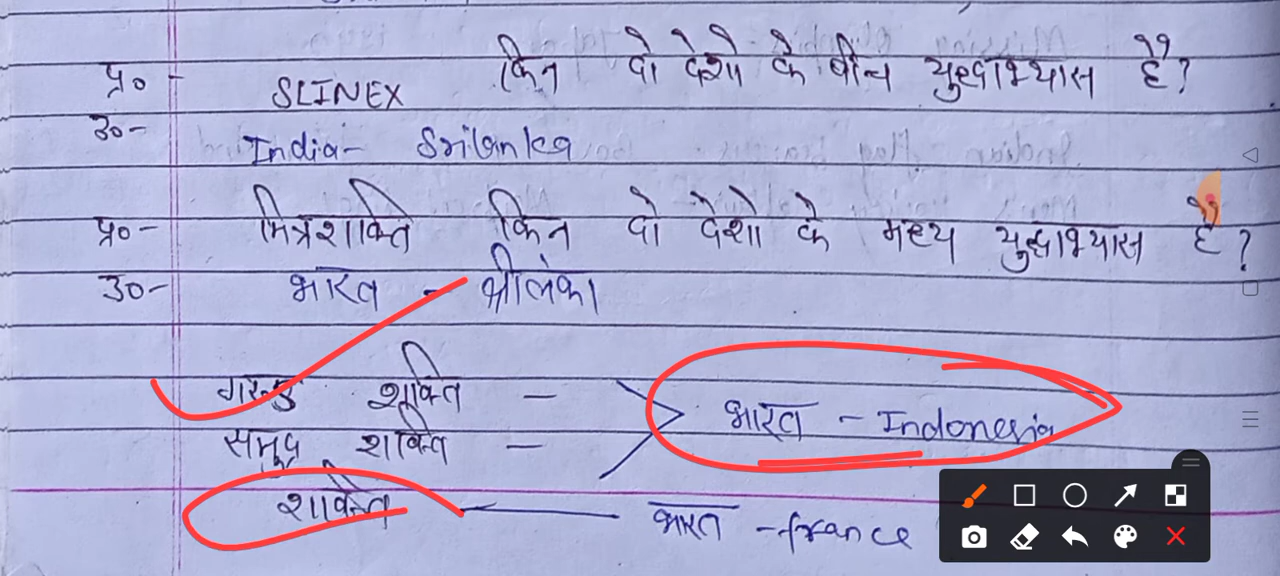 प्र० - SLINEX किन दो देशो के बीच युद्धाभ्यास है?
उ०- India - Srilanka
प्र० - मित्रशक्ति किन दो देशो के मध्य युद्धाभ्यास है?
उ०- भारत - श्रीलंका
गरुड शक्ति -
समुद्र शक्ति -
भारत - Indonesia
शक्ति - भारत - france